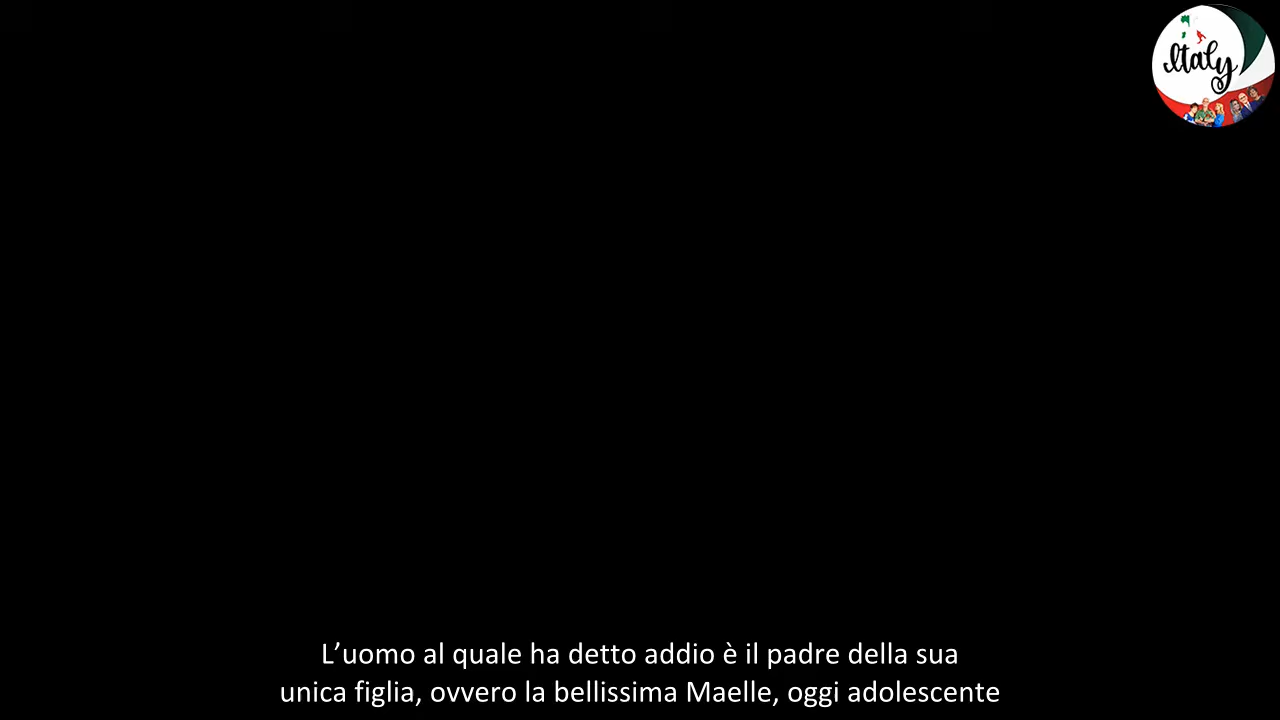 Italy
L’uomo al quale ha detto addio è il padre della sua
unica figlia, ovvero la bellissima Maelle, oggi adolescente